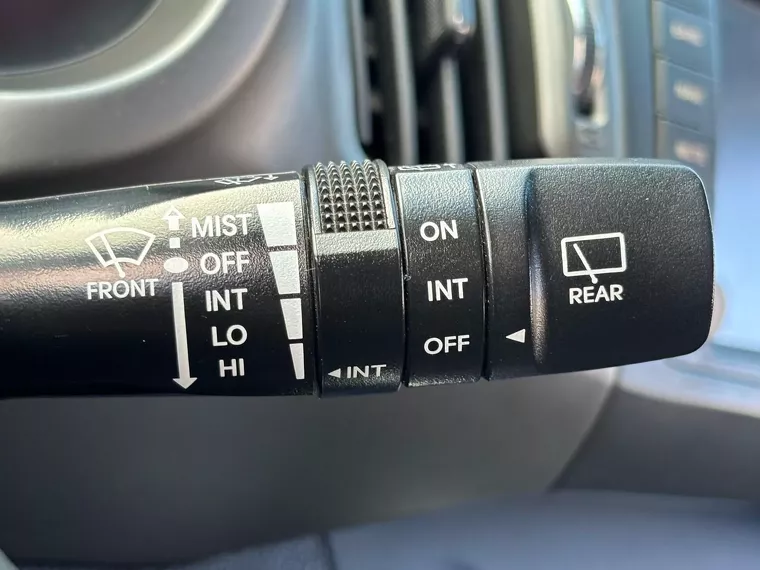 FRONT
MIST
OFF
INT
LO
HI
INT
ON
INT
OFF
REAR